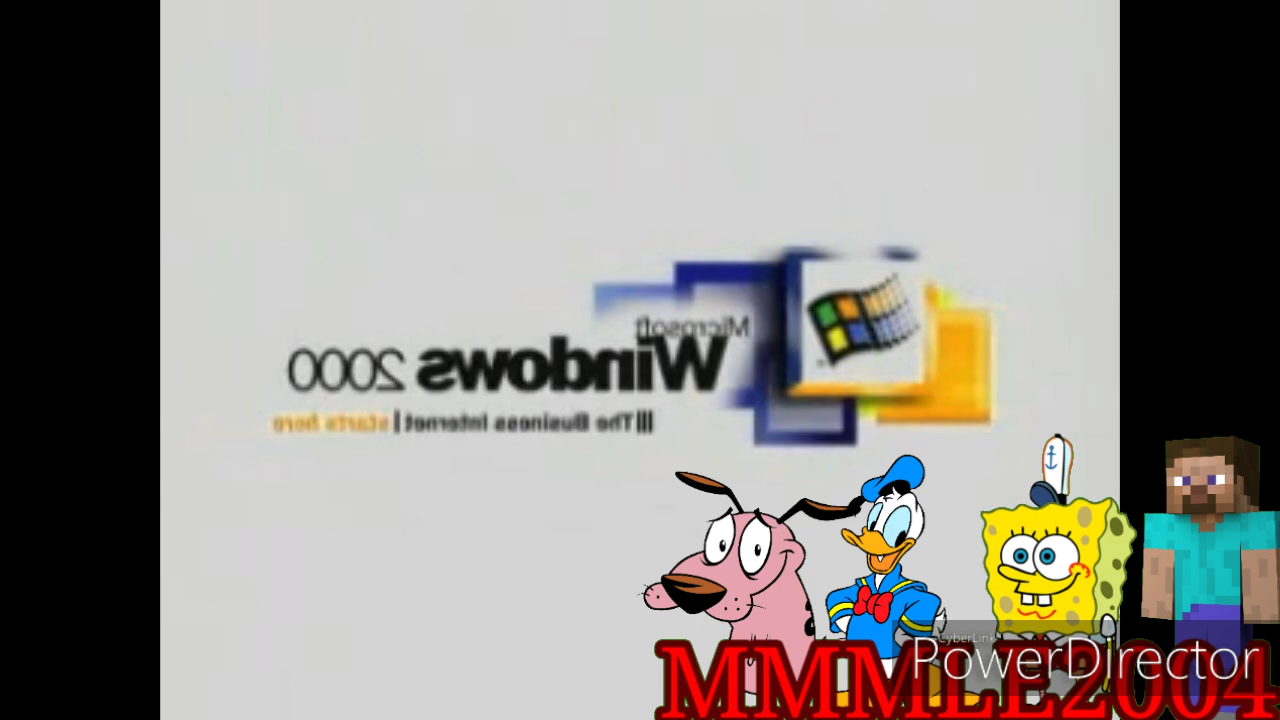 Microsoft
Windows 2000
The Business Internet | starts here
CyberLink
PowerDirector
MMMLE2004